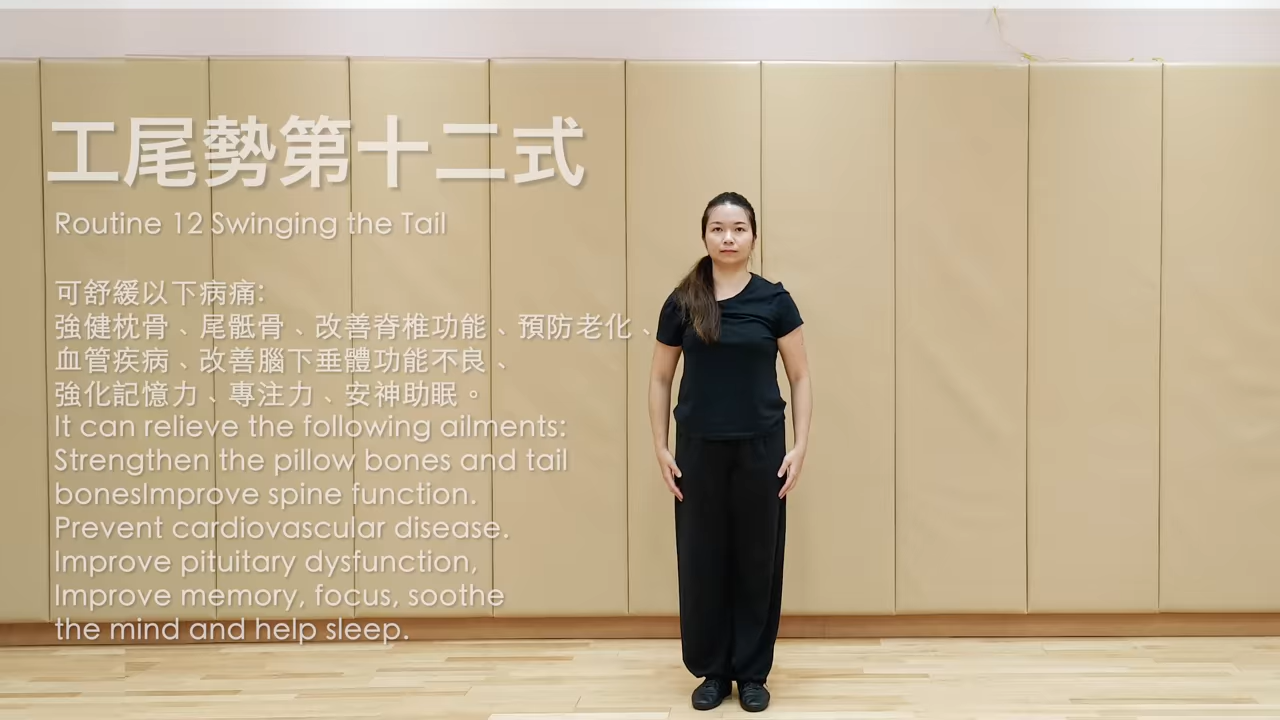 工尾勢第十二式
Routine 12 Swinging the Tail
可舒緩以下病痛:
強健枕骨、尾骶骨、改善脊椎功能、預防老化、
血管疾病、改善腦下垂體功能不良、
強化記憶力、專注力、安神助眠。
It can relieve the following ailments:
Strengthen the pillow bones and tail
bonesImprove spine function.
Prevent cardiovascular disease.
Improve pituitary dysfunction,
Improve memory, focus, soothe
the mind and help sleep.